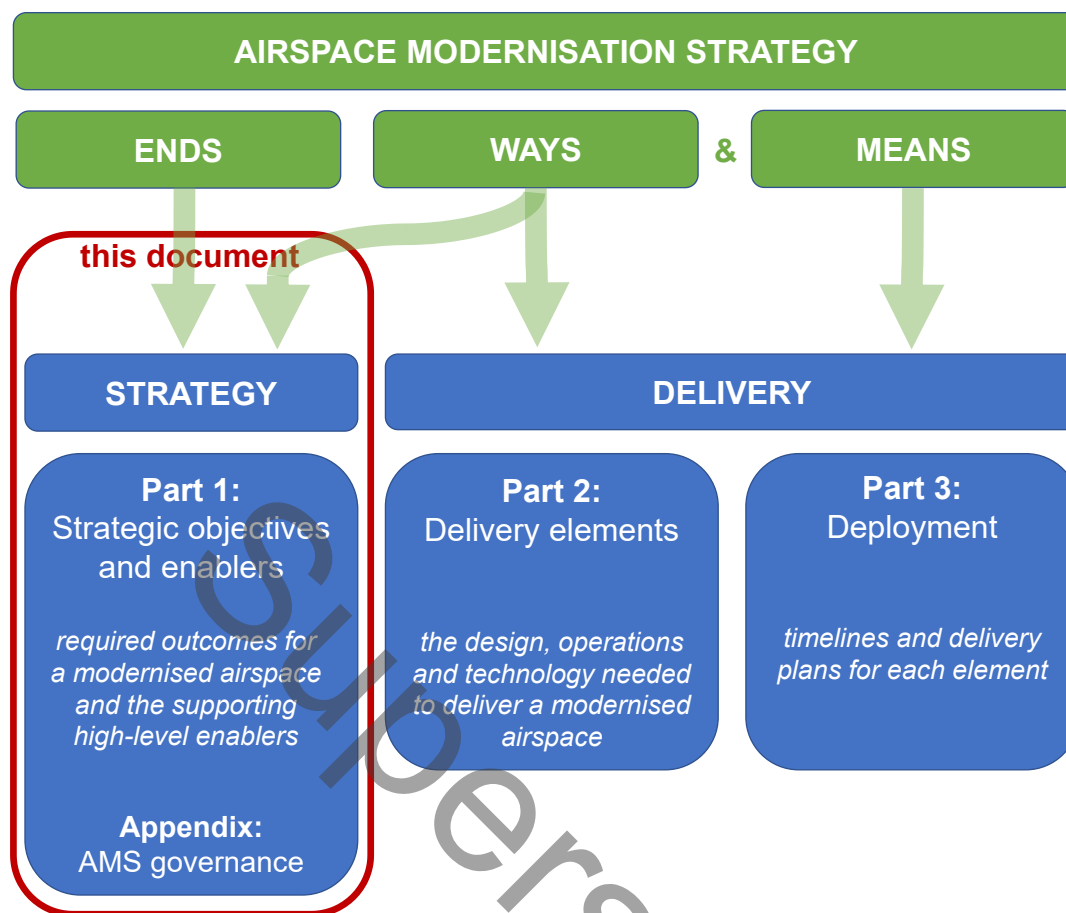 AIRSPACE MODERNISATION STRATEGY
ENDS
WAYS
&
MEANS
this document
STRATEGY
DELIVERY
Part 1:
Strategic objectives
and enablers
required outcomes for
a modernised airspace
and the supporting
high-level enablers
Appendix:
AMS governance
Part 2:
Delivery elements
the design, operations
and technology needed
to deliver a modernised
airspace
Part 3:
Deployment
timelines and delivery
plans for each element
Supers